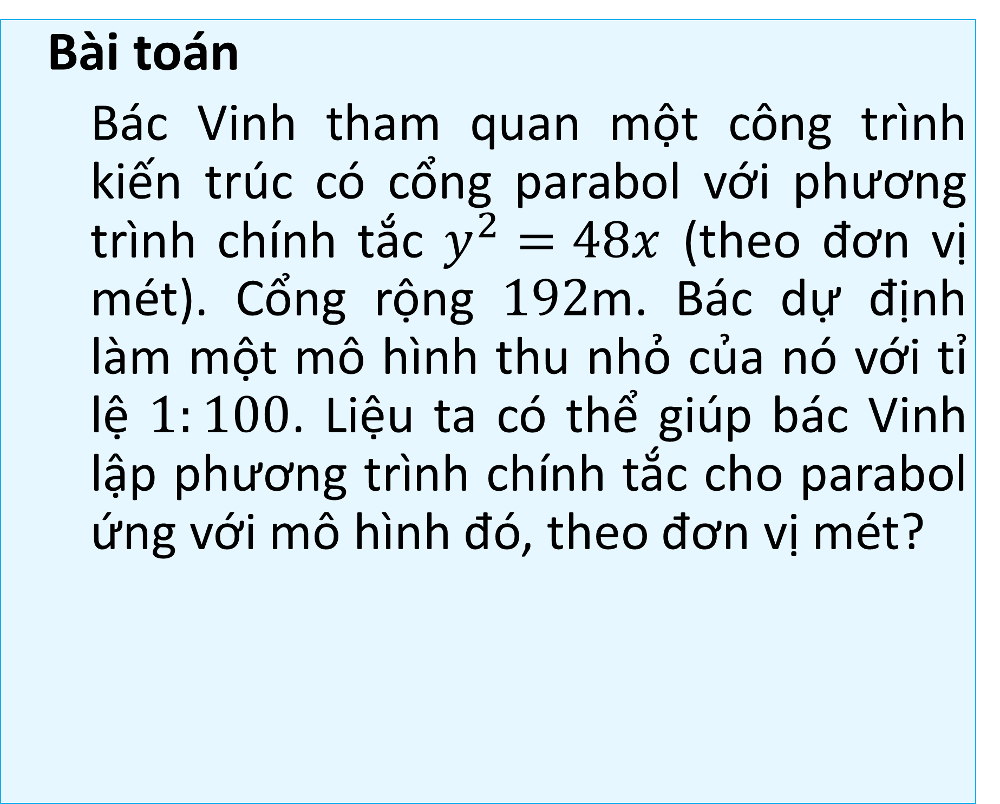 Bài toán
Bác Vinh tham quan một công trình
kiến trúc có cổng parabol với phương
trình chính tắc y² = 48x (theo đơn vị
mét). Cổng rộng 192m. Bác dự định
làm một mô hình thu nhỏ của nó với tỉ
lệ 1: 100. Liệu ta có thể giúp bác Vinh
lập phương trình chính tắc cho parabol
ứng với mô hình đó, theo đơn vị mét?